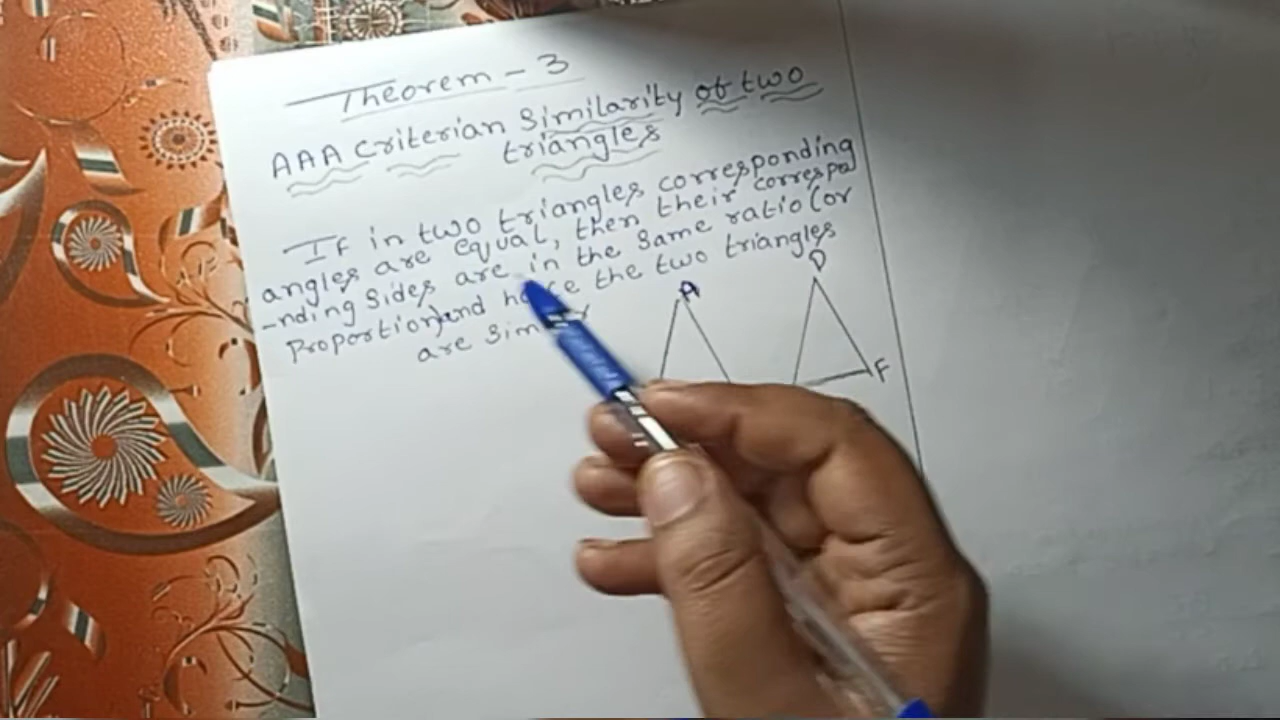 Theorem - 3
AAA Criterian Similarity of two
triangles
If in two triangles corresponding
angles are equal, then their correspo
-nding sides are in the same ratio (or
Proportion) and the two triangles
are
A
D
F